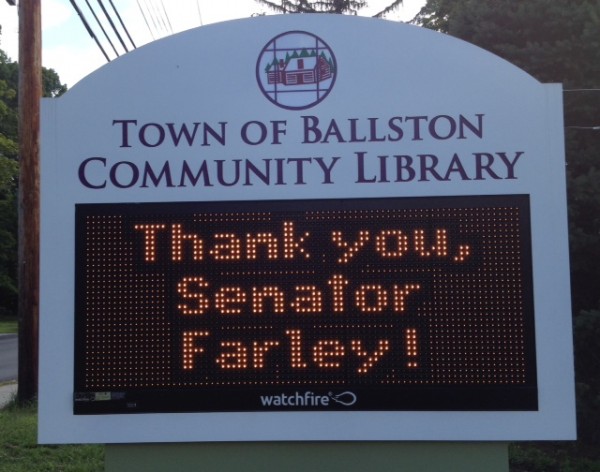 Town of Ballston
Community Library
Thank you,
Senator
Farley!
watchfire